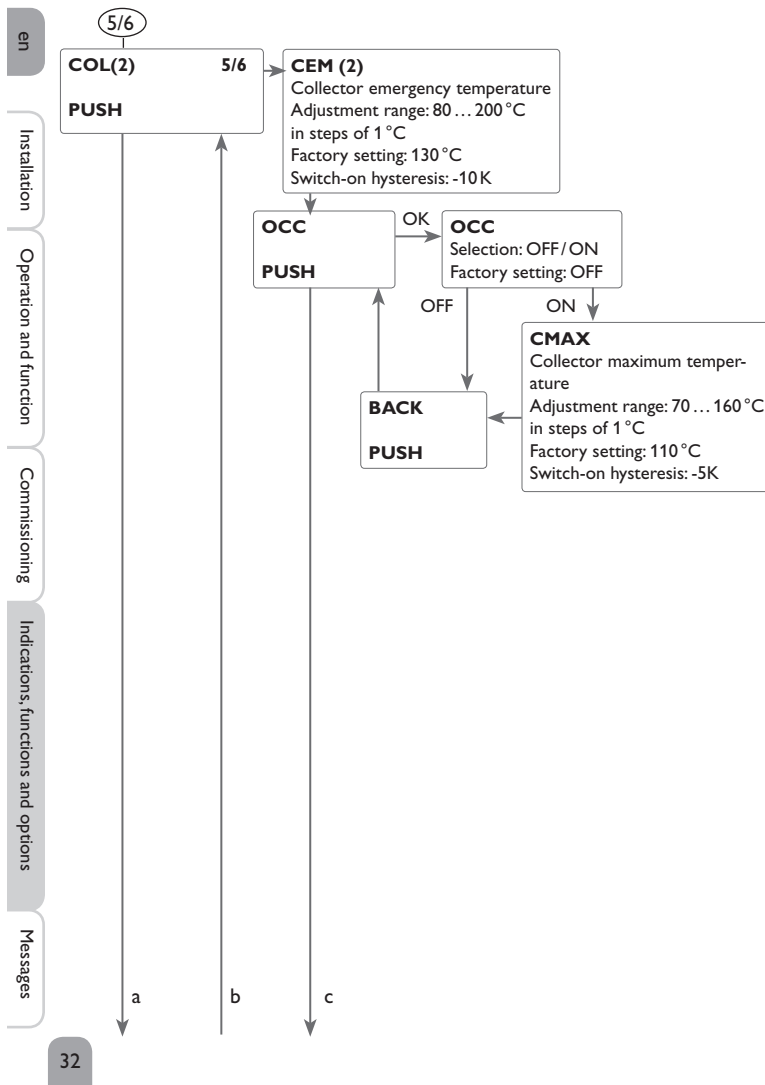 5/6
en
COL(2) 5/6
PUSH
CEM (2)
Collector emergency temperature
Adjustment range: 80 … 200 °C
in steps of 1 °C
Factory setting: 130 °C
Switch-on hysteresis: -10 K
OCC
PUSH
OK
OCC
Selection: OFF / ON
Factory setting: OFF
OFF
ON
CMAX
Collector maximum temper-
ature
Adjustment range: 70 … 160 °C
in steps of 1 °C
Factory setting: 110 °C
Switch-on hysteresis: -5K
BACK
PUSH
Installation
Operation and function
Commissioning
Indications, functions and options
Messages
a
b
c
32